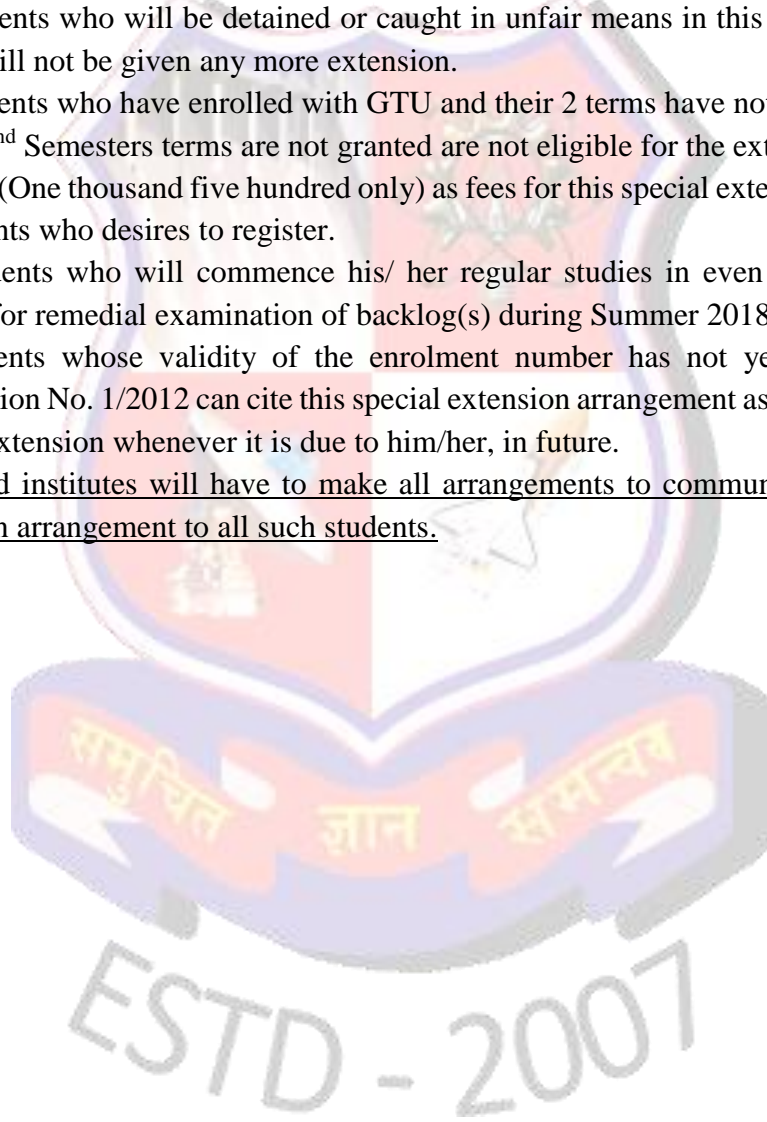 ents who will be detained or caught in unfair means in this
ill not be given any more extension.
ents who have enrolled with GTU and their 2 terms have no
nd Semesters terms are not granted are not eligible for the ext
(One thousand five hundred only) as fees for this special exte
nts who desires to register.
dents who will commence his/ her regular studies in even
for remedial examination of backlog(s) during Summer 2018
ents whose validity of the enrolment number has not ye
ion No. 1/2012 can cite this special extension arrangement as
extension whenever it is due to him/her, in future.
d institutes will have to make all arrangements to commun
n arrangement to all such students.
समुचित ज्ञान समन्वय
ESTD - 2007